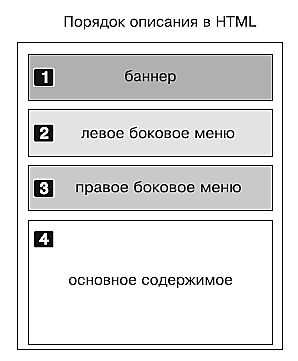 Порядок описания в HTML
1 баннер
2 левое боковое меню
3 правое боковое меню
4
основное содержимое